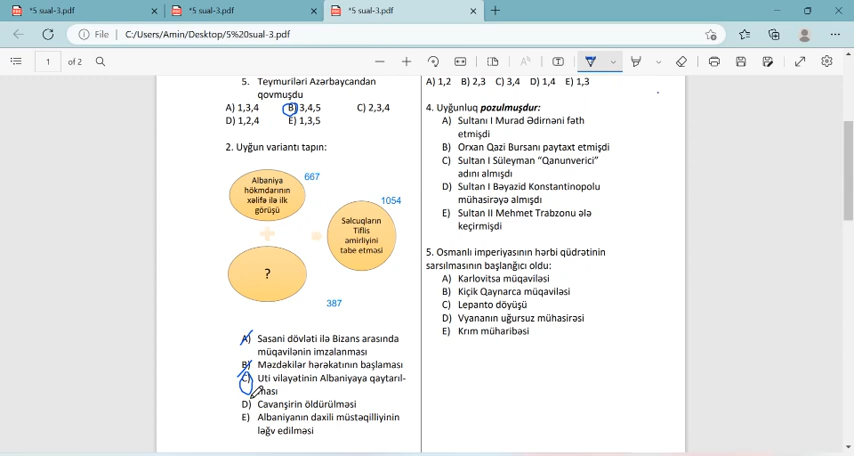 *5 sual-3.pdf
*5 sual-3.pdf
*5 sual-3.pdf
File
C:/Users/Amin/Desktop/5%20sual-3.pdf
1
of 2
5. Teymuriləri Azərbaycandan
qovmuşdu
A) 1,3,4 B) 3,4,5 C) 2,3,4
D) 1,2,4 E) 1,3,5
2. Uyğun variantı tapın:
Albaniya
hökmdarının
xəlifə ilə ilk
görüşü
667
1054
Səlcuqların
Tiflis
əmirliyini
tabe etməsi
?
387
A) Sasani dövləti ilə Bizans arasında
müqavilənin imzalanması
B) Məzdəkilər hərəkatının başlaması
C) Uti vilayətinin Albaniyaya qaytarıl-
ması
D) Cavanşirin öldürülməsi
E) Albaniyanın daxili müstəqilliyinin
ləğv edilməsi
A) 1,2 B) 2,3 C) 3,4 D) 1,4 E) 1,3
4. Uyğunluq pozulmuşdur:
A) Sultanı I Murad Ədirnəni fəth
etmişdi
B) Orxan Qazi Bursanı paytaxt etmişdi
C) Sultan I Süleyman “Qanunverici”
adını almışdı
D) Sultan I Bəyazid Konstantinopolu
mühasirəyə almışdı
E) Sultan II Mehmet Trabzonu ələ
keçirmişdi
5. Osmanlı imperiyasının hərbi qüdrətinin
sarsılmasının başlanğıcı oldu:
A) Karlovitsa müqaviləsi
B) Kiçik Qaynarca müqaviləsi
C) Lepanto döyüşü
D) Vyananın uğursuz mühasirəsi
E) Krım müharibəsi